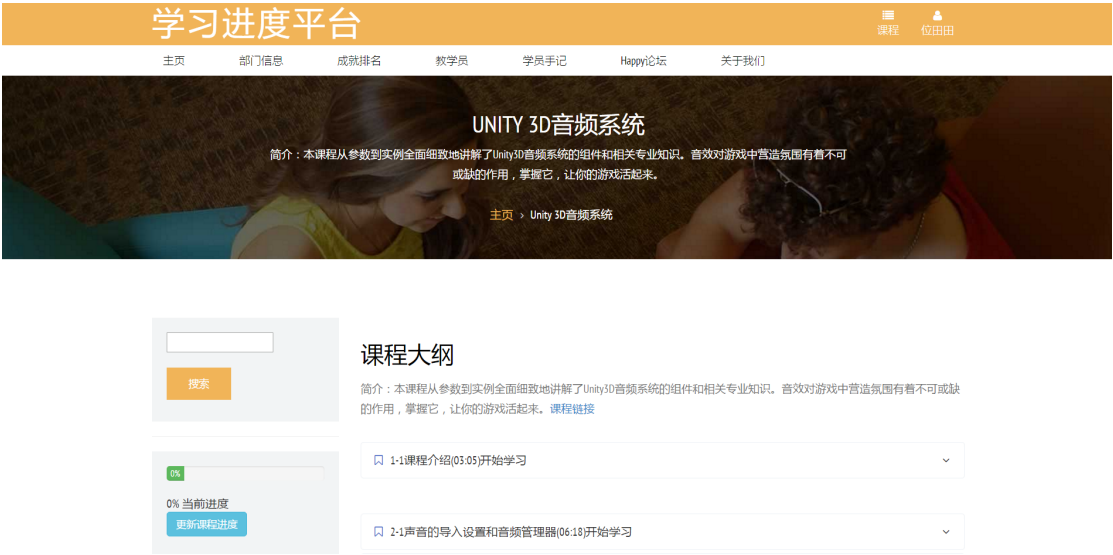 学习进度平台
课程 位田田
主页 部门信息 成就排名 教学员 学员手记 Happy论坛 关于我们
UNITY 3D音频系统
简介：本课程从参数到实例全面细致地讲解了Unity3D音频系统的组件和相关专业知识。音效对游戏中营造氛围有着不可
或缺的作用，掌握它，让你的游戏活起来。
主页 › Unity 3D音频系统
搜索
课程大纲
简介：本课程从参数到实例全面细致地讲解了Unity3D音频系统的组件和相关专业知识。音效对游戏中营造氛围有着不可或缺
的作用，掌握它，让你的游戏活起来。课程链接
1-1课程介绍(03:05)开始学习
0%
0% 当前进度
更新课程进度
2-1声音的导入设置和音频管理器(06:18)开始学习